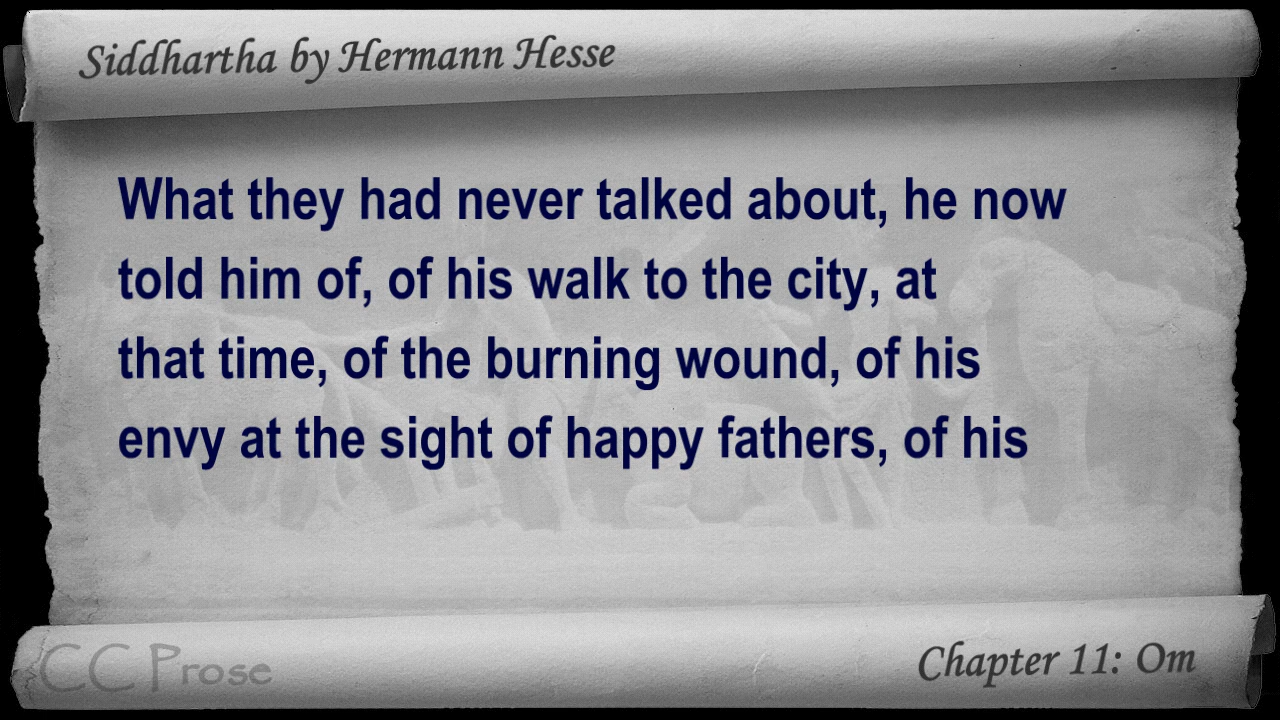 Siddhartha by Hermann Hesse
What they had never talked about, he now
told him of, of his walk to the city, at
that time, of the burning wound, of his
envy at the sight of happy fathers, of his
CC Prose
Chapter 11: Om